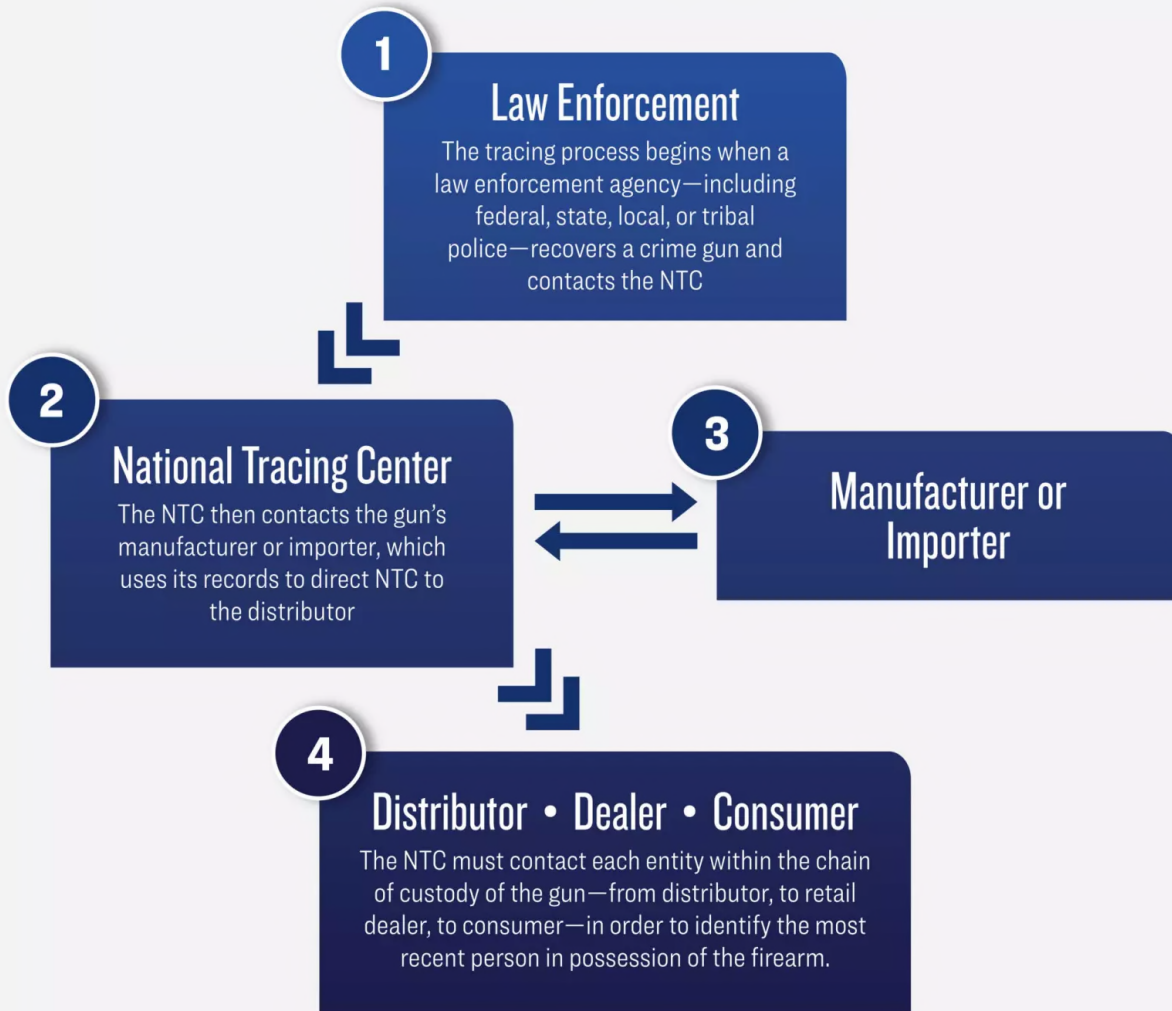 1
Law Enforcement
The tracing process begins when a
law enforcement agency—including
federal, state, local, or tribal
police—recovers a crime gun and
contacts the NTC
2
National Tracing Center
The NTC then contacts the gun's
manufacturer or importer, which
uses its records to direct NTC to
the distributor
3
Manufacturer or
Importer
4
Distributor • Dealer • Consumer
The NTC must contact each entity within the chain
of custody of the gun—from distributor, to retail
dealer, to consumer—in order to identify the most
recent person in possession of the firearm.